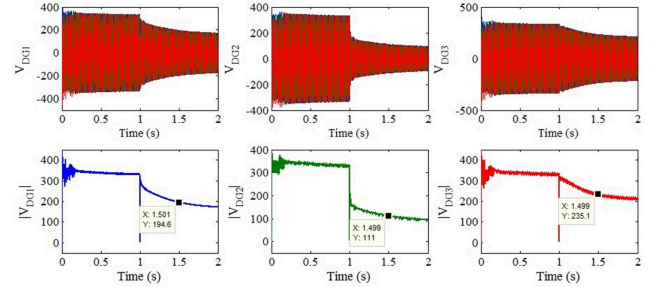 400
200
0
-200
-400
V_DG1
0 0.5 1 1.5 2
Time (s)
400
200
0
-200
-400
V_DG2
0 0.5 1 1.5 2
Time (s)
500
0
-500
V_DG3
0 0.5 1 1.5 2
Time (s)
400
300
200
100
0
|V_DG1|
X: 1.501
Y: 194.6
0 0.5 1 1.5 2
Time (s)
400
300
200
100
0
|V_DG2|
X: 1.499
Y: 111
0 0.5 1 1.5 2
Time (s)
400
300
200
100
0
|V_DG3|
X: 1.499
Y: 235.1
0 0.5 1 1.5 2
Time (s)